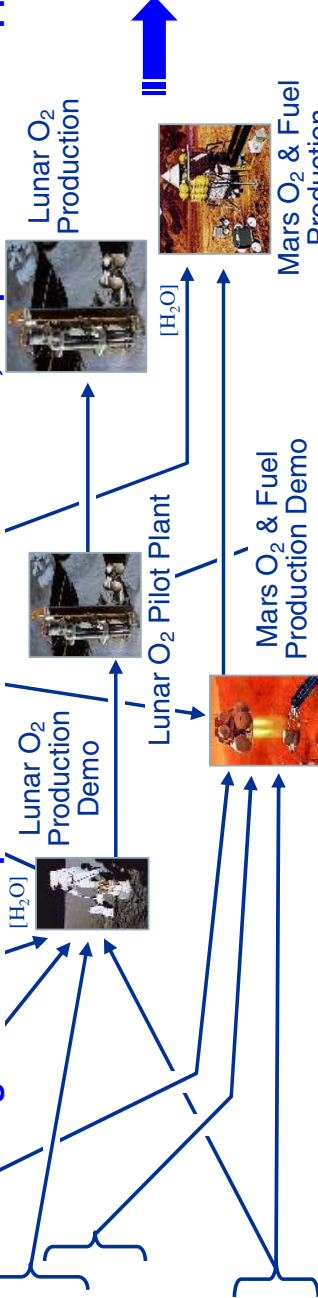 [H₂O]
Lunar O₂
Production
Demo
Lunar O₂ Pilot Plant
Lunar O₂
Production
[H₂O]
Mars O₂ & Fuel
Production Demo
Mars O₂ & Fuel
Production